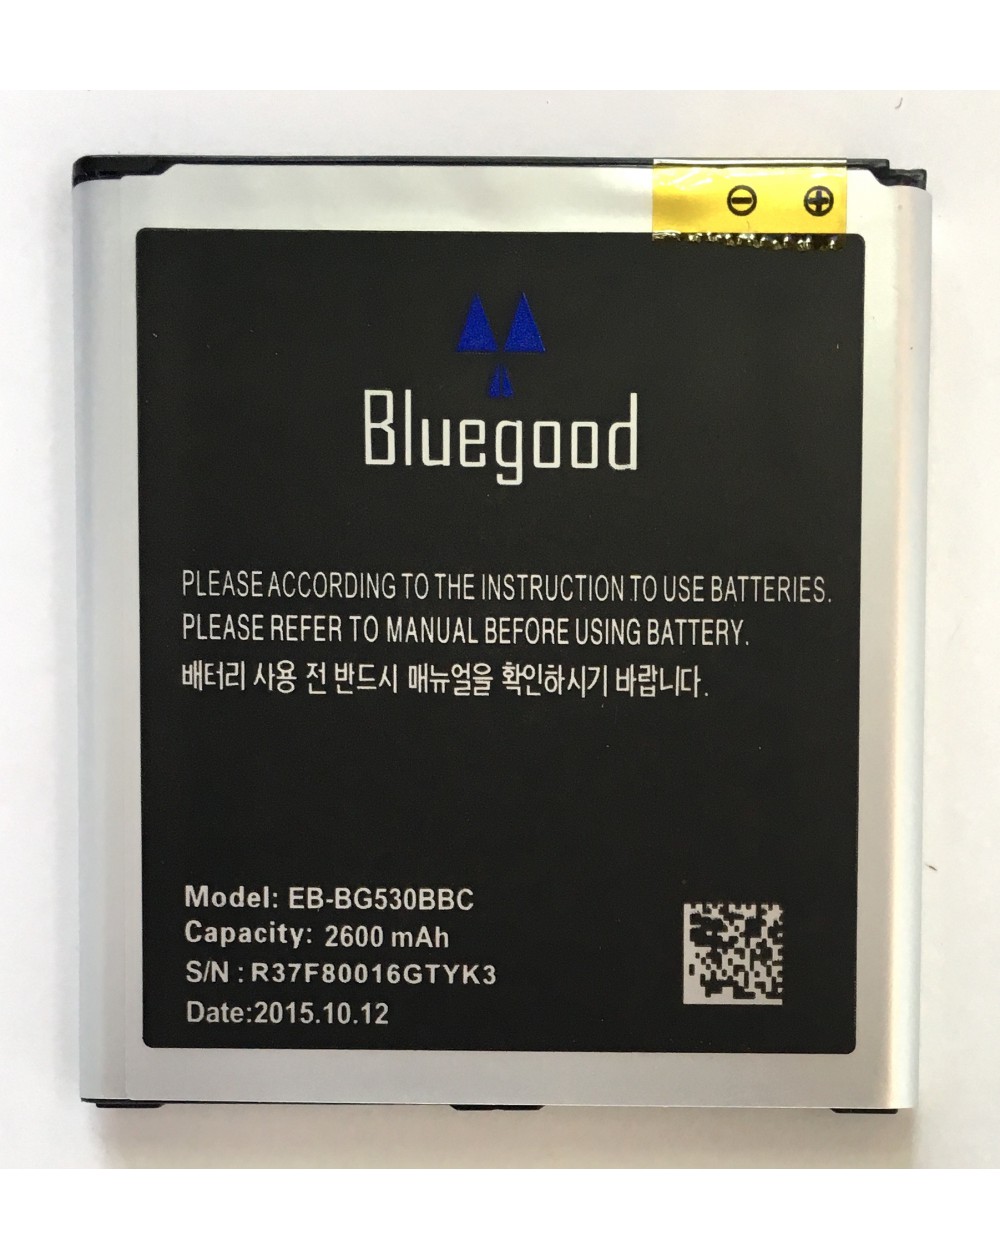 ⊖ ⊕
Bluegood
PLEASE ACCORDING TO THE INSTRUCTION TO USE BATTERIES.
PLEASE REFER TO MANUAL BEFORE USING BATTERY.
배터리 사용 전 반드시 매뉴얼을 확인하시기 바랍니다.
Model: EB-BG530BBC
Capacity: 2600 mAh
S/N : R37F80016GTYK3
Date:2015.10.12